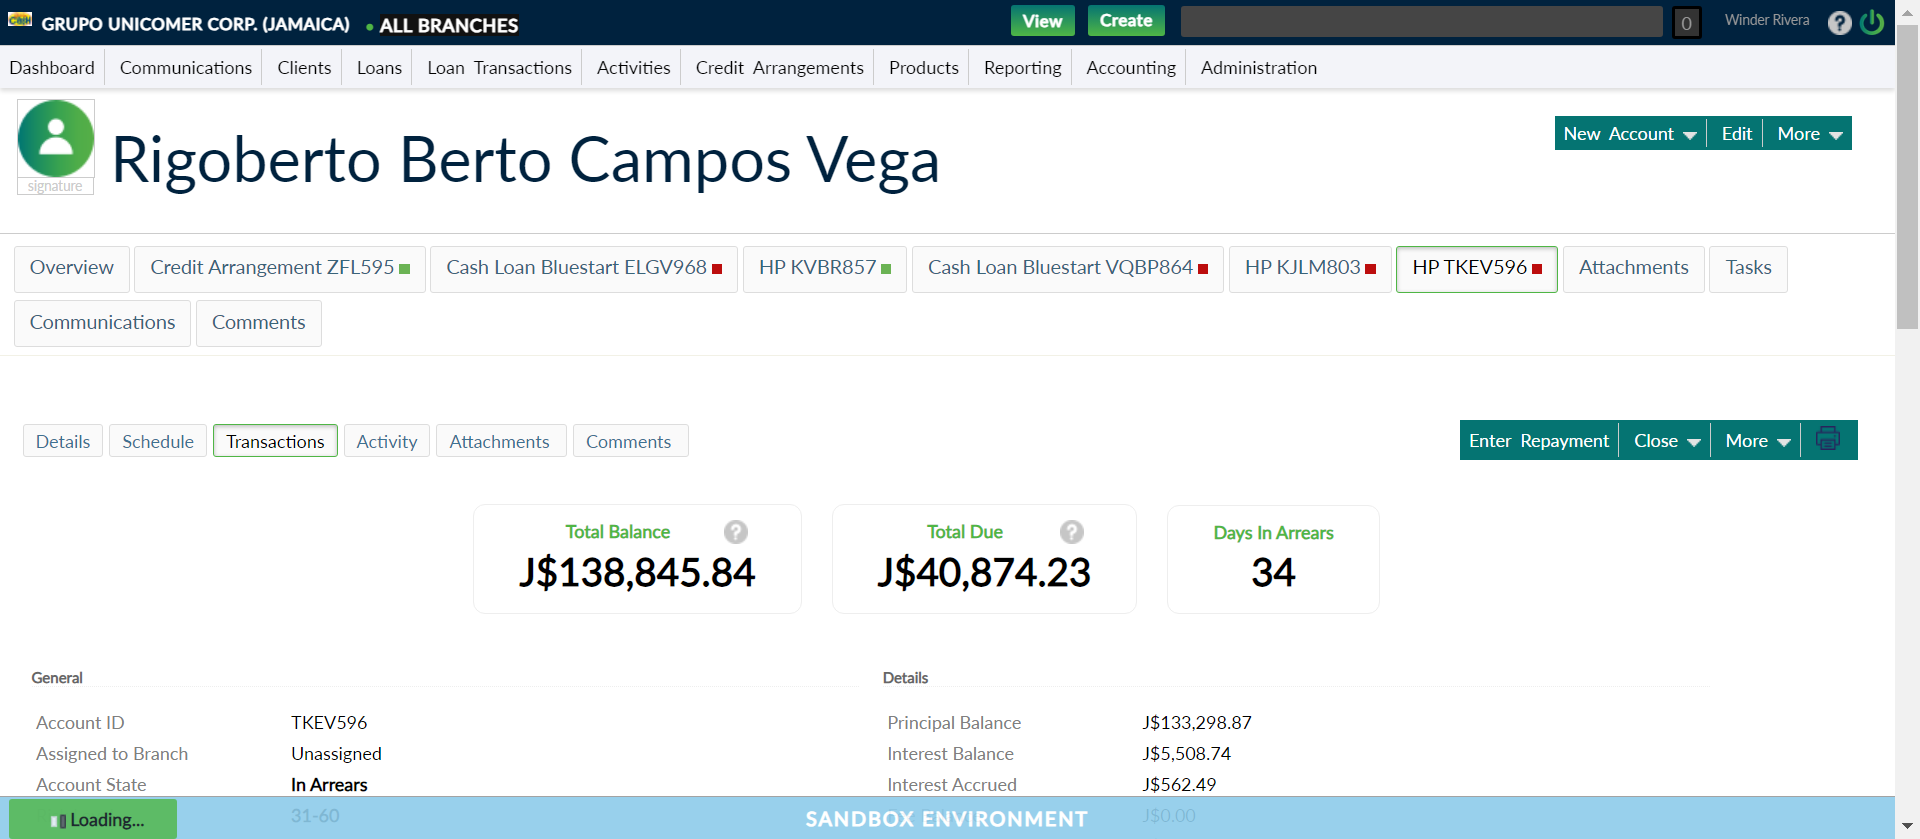 Cash GRUPO UNICOMER CORP. (JAMAICA) • ALL BRANCHES View Create 0 Winder Rivera ?
Dashboard Communications Clients Loans Loan Transactions Activities Credit Arrangements Products Reporting Accounting Administration
New Account Edit More
Rigoberto Berto Campos Vega
signature
Overview Credit Arrangement ZFL595 Cash Loan Bluestart ELGV968 HP KVBR857 Cash Loan Bluestart VQBP864 HP KJLM803 HP TKEV596 Attachments Tasks
Communications Comments
Details Schedule Transactions Activity Attachments Comments Enter Repayment Close More
Total Balance ? Total Due ? Days In Arrears
J$138,845.84 J$40,874.23 34
General Details
Account ID TKEV596 Principal Balance J$133,298.87
Assigned to Branch Unassigned Interest Balance J$5,508.74
Account State In Arrears Interest Accrued J$562.49
Loading... 31-60 SANDBOX ENVIRONMENT J$0.00